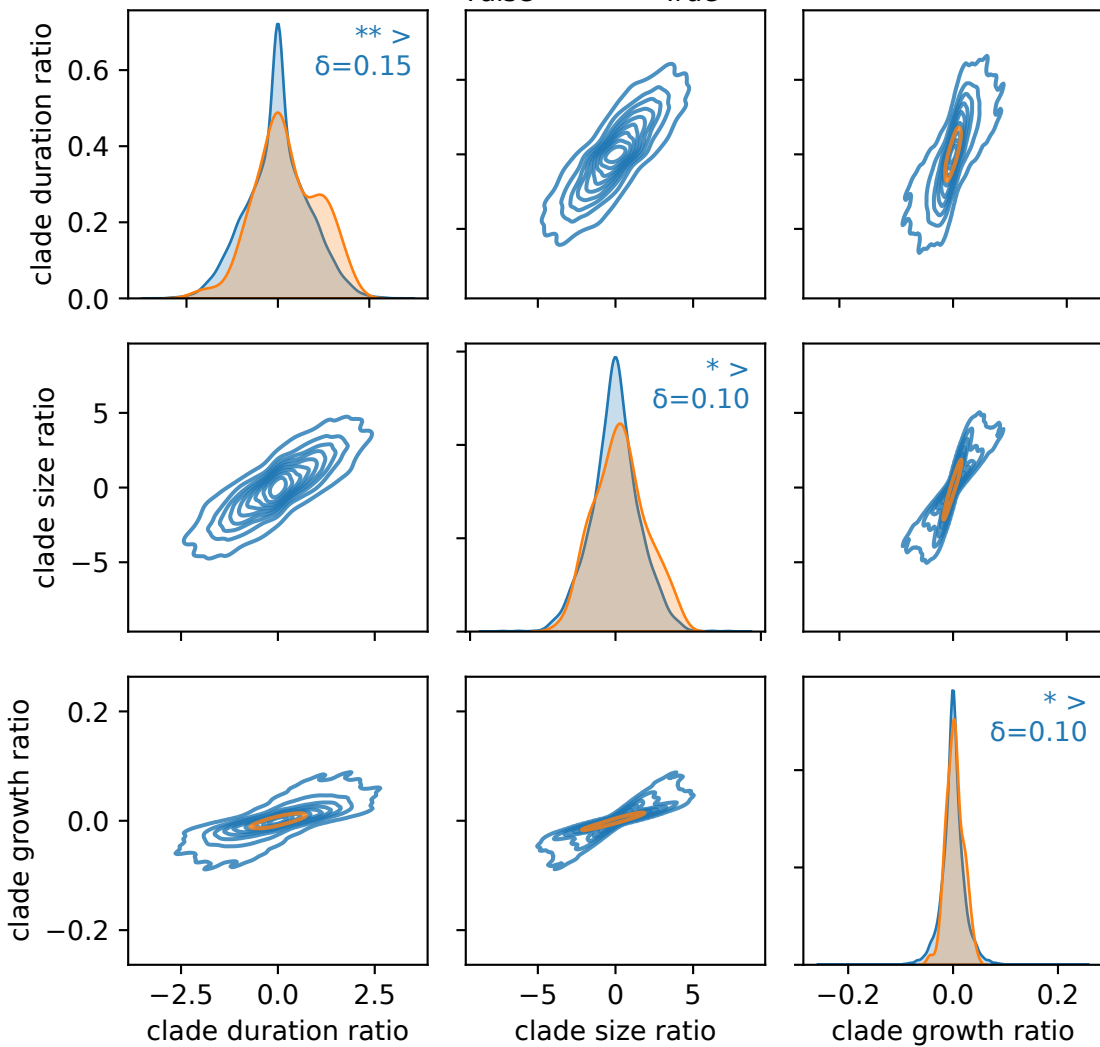 clade duration ratio
0.6
0.4
0.2
0.0
** >
δ=0.15
clade size ratio
5
0
−5
* >
δ=0.10
clade growth ratio
0.2
0.0
−0.2
* >
δ=0.10
−2.5 0.0 2.5
−5 0 5
−0.2 0.0 0.2
clade duration ratio
clade size ratio
clade growth ratio